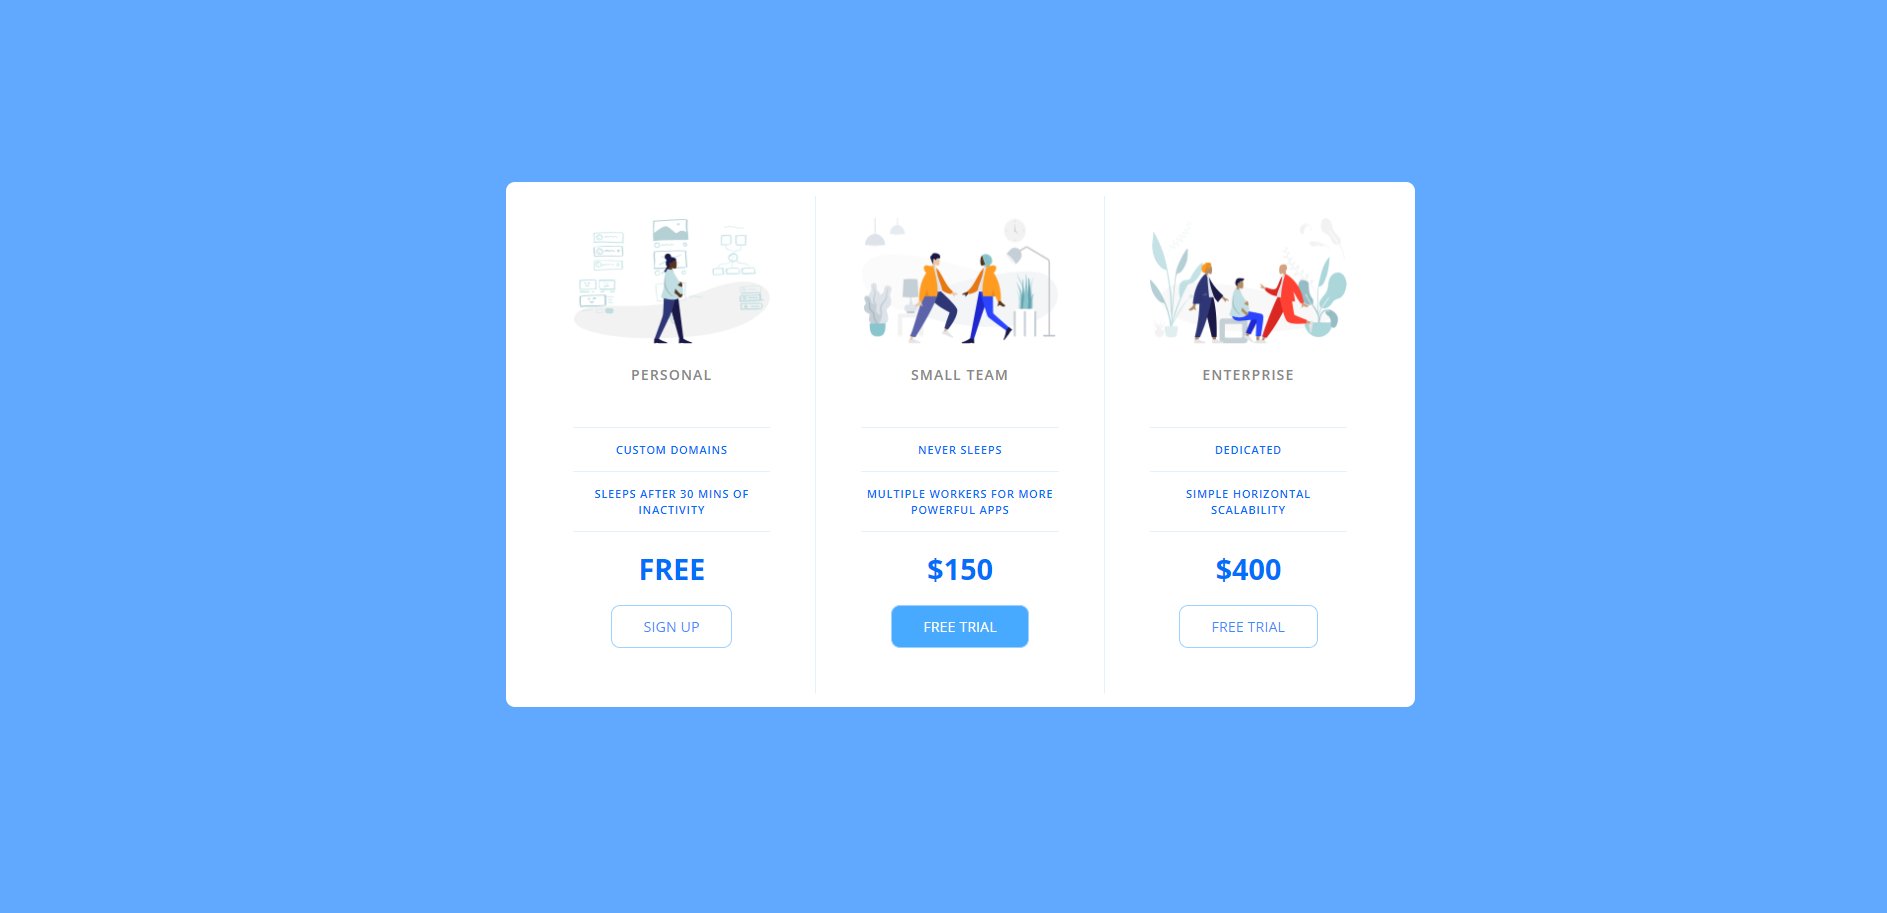 PERSONAL
CUSTOM DOMAINS
SLEEPS AFTER 30 MINS OF
INACTIVITY
FREE
SIGN UP
SMALL TEAM
NEVER SLEEPS
MULTIPLE WORKERS FOR MORE
POWERFUL APPS
$150
FREE TRIAL
ENTERPRISE
DEDICATED
SIMPLE HORIZONTAL
SCALABILITY
$400
FREE TRIAL